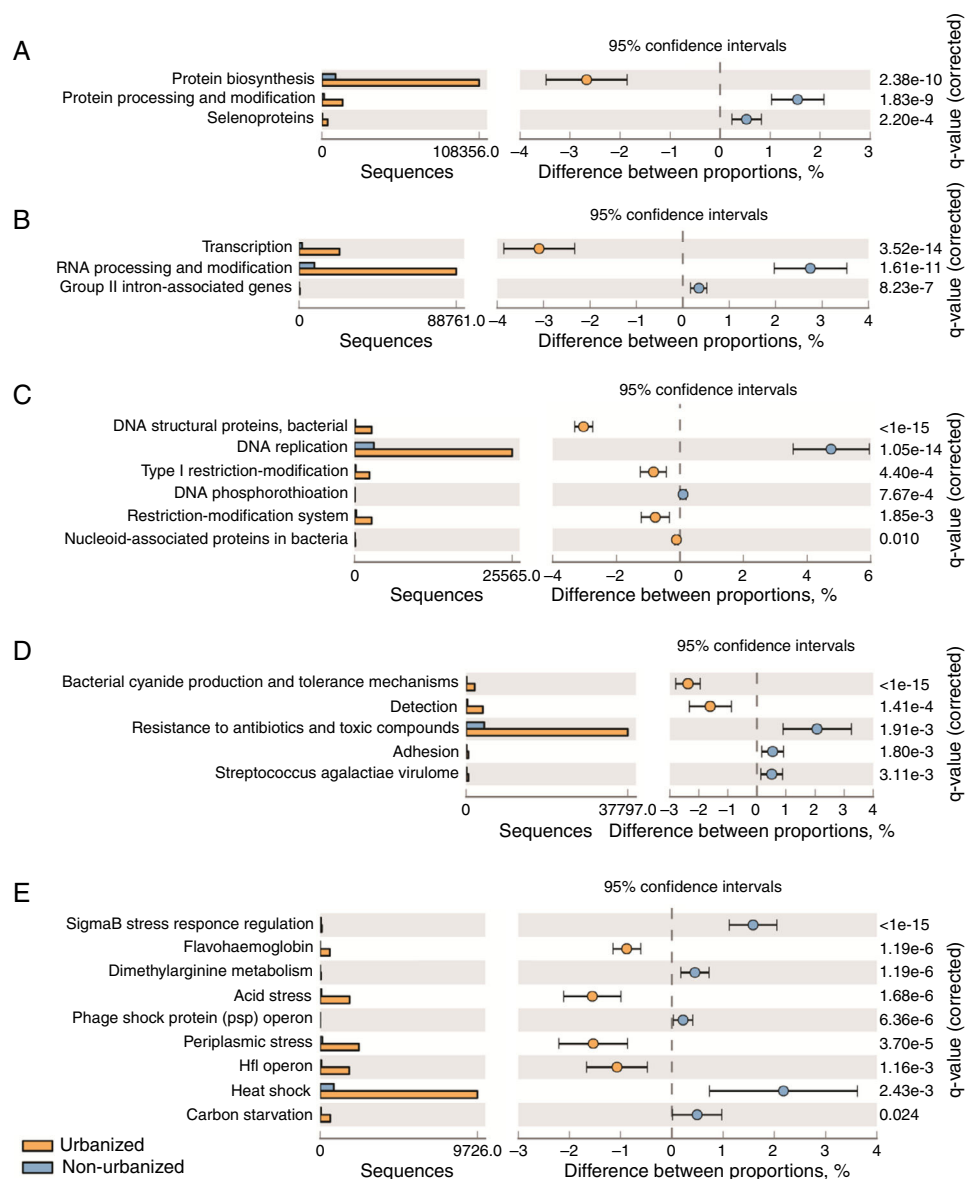 A
95% confidence intervals
Protein biosynthesis
2.38e-10
Protein processing and modification
1.83e-9
Selenoproteins
2.20e-4
0 108356.0 −4 −3 −2 −1 0 1 2 3
Sequences Difference between proportions, %
q-value (corrected)
B
95% confidence intervals
Transcription
3.52e-14
RNA processing and modification
1.61e-11
Group II intron-associated genes
8.23e-7
0 88761.0 −4 −3 −2 −1 0 1 2 3 4
Sequences Difference between proportions, %
q-value (corrected)
C
95% confidence intervals
DNA structural proteins, bacterial
<1e-15
DNA replication
1.05e-14
Type I restriction-modification
4.40e-4
DNA phosphorothioation
7.67e-4
Restriction-modification system
1.85e-3
Nucleoid-associated proteins in bacteria
0.010
0 25565.0 −4 −2 0 2 4 6
Sequences Difference between proportions, %
q-value (corrected)
D
95% confidence intervals
Bacterial cyanide production and tolerance mechanisms
<1e-15
Detection
1.41e-4
Resistance to antibiotics and toxic compounds
1.91e-3
Adhesion
1.80e-3
Streptococcus agalactiae virulome
3.11e-3
0 37797.0 −3 −2 −1 0 1 2 3 4
Sequences Difference between proportions, %
q-value (corrected)
E
95% confidence intervals
SigmaB stress responce regulation
<1e-15
Flavohaemoglobin
1.19e-6
Dimethylarginine metabolism
1.19e-6
Acid stress
1.68e-6
Phage shock protein (psp) operon
6.36e-6
Periplasmic stress
3.70e-5
Hfl operon
1.16e-3
Heat shock
2.43e-3
Carbon starvation
0.024
0 9726.0 −3 −2 −1 0 1 2 3 4
Sequences Difference between proportions, %
q-value (corrected)
Urbanized
Non-urbanized